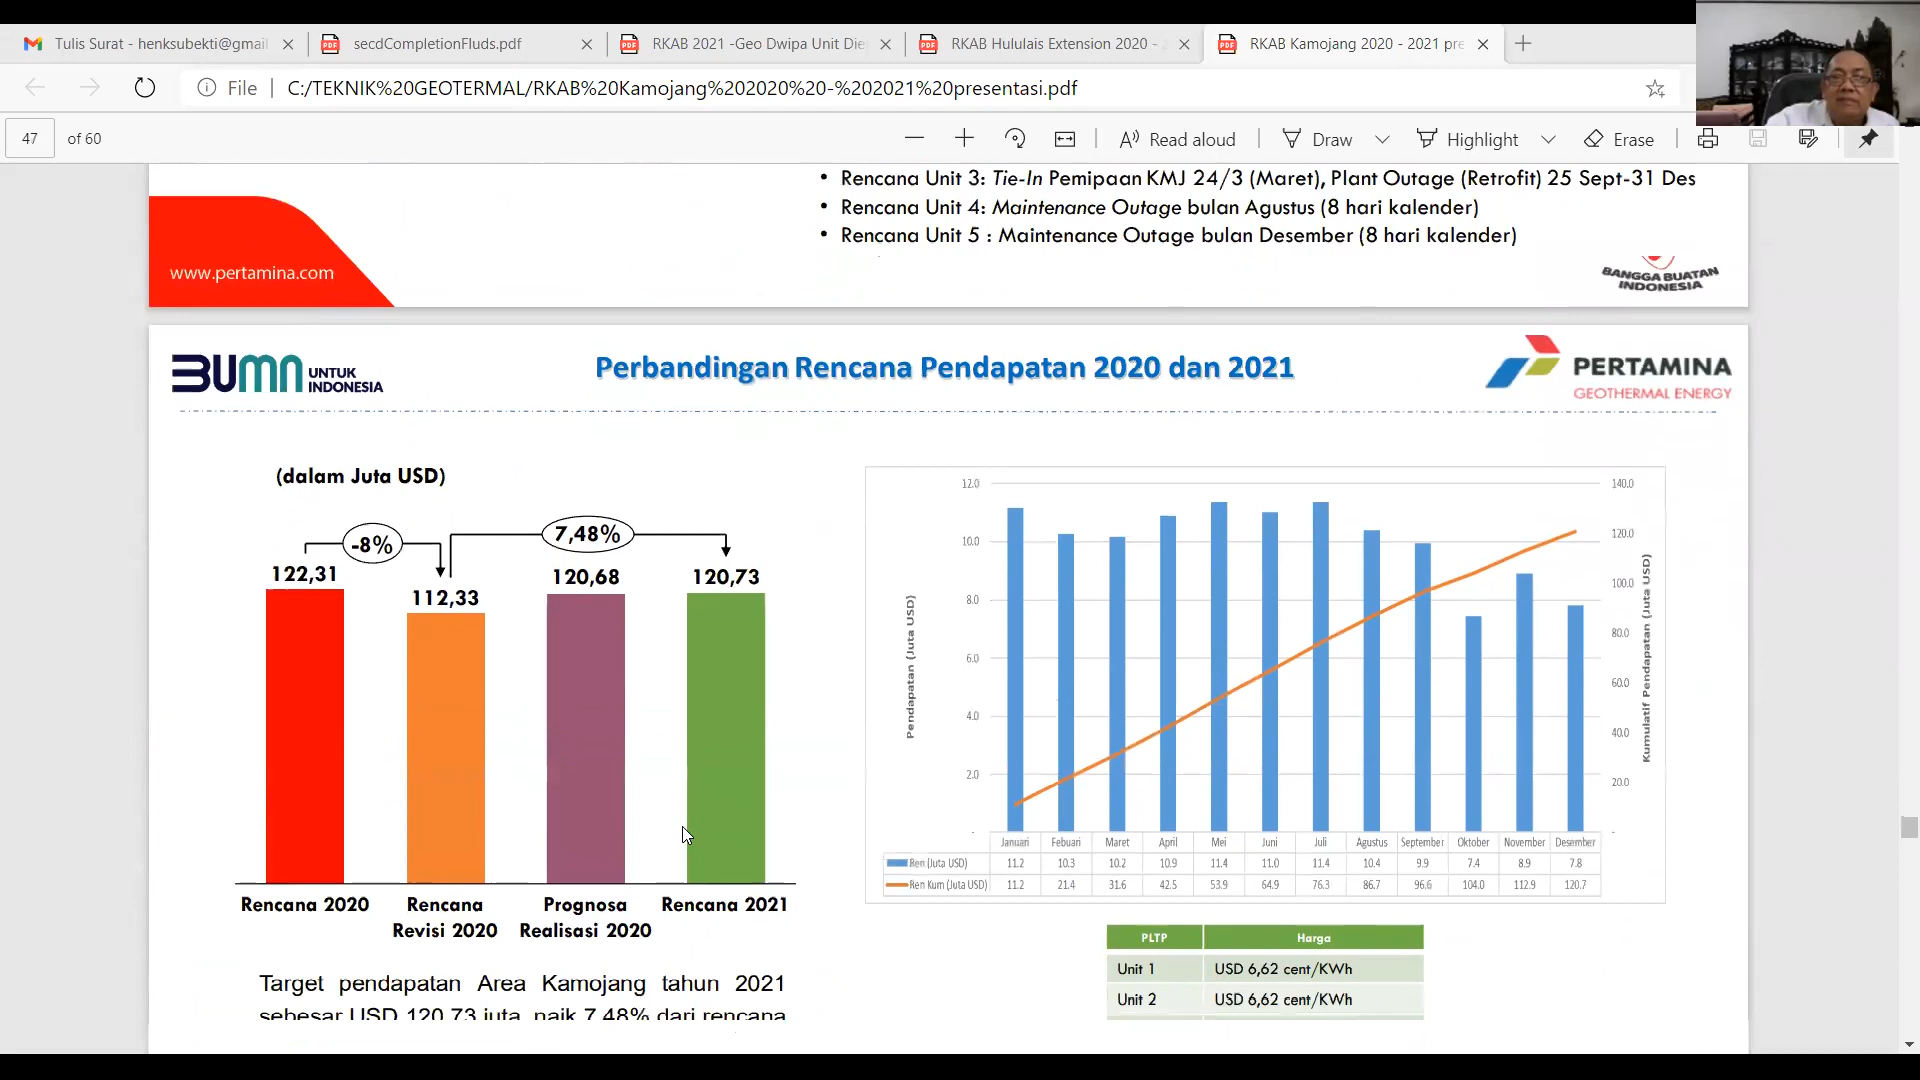 Tulis Surat - henksubekti@gmail
secdCompletionFluds.pdf
RKAB 2021 -Geo Dwipa Unit Die
RKAB Hululais Extension 2020 -
RKAB Kamojang 2020 - 2021 pre
File
C:/TEKNIK%20GEOTERMAL/RKAB%20Kamojang%202020%20-%202021%20presentasi.pdf
47 of 60
Read aloud
Draw
Highlight
Erase
• Rencana Unit 3: Tie-In Pemipaan KMJ 24/3 (Maret), Plant Outage (Retrofit) 25 Sept-31 Des
• Rencana Unit 4: Maintenance Outage bulan Agustus (8 hari kalender)
• Rencana Unit 5 : Maintenance Outage bulan Desember (8 hari kalender)
www.pertamina.com
BANGGA BUATAN
INDONESIA
BUMN UNTUK
INDONESIA
Perbandingan Rencana Pendapatan 2020 dan 2021
PERTAMINA
GEOTHERMAL ENERGY
(dalam Juta USD)
-8%
7,48%
122,31
112,33
120,68
120,73
Rencana 2020
Rencana
Revisi 2020
Prognosa
Realisasi 2020
Rencana 2021
Target pendapatan Area Kamojang tahun 2021
sebesar USD 120,73 juta, naik 7,48% dari rencana
12.0
10.0
8.0
6.0
4.0
2.0
-
Pendapatan (Juta USD)
140.0
120.0
100.0
80.0
60.0
40.0
20.0
-
Kumulatif Pendapatan (Juta USD)
Januari Febuari Maret April Mei Juni Juli Agustus September Oktober November Desember
Ren (Juta USD) 11.2 10.3 10.2 10.9 11.4 11.0 11.4 10.4 9.9 7.4 8.9 7.8
Ren Kum (Juta USD) 11.2 21.4 31.6 42.5 53.9 64.9 76.3 86.7 96.6 104.0 112.9 120.7
PLTP Harga
Unit 1 USD 6,62 cent/KWh
Unit 2 USD 6,62 cent/KWh